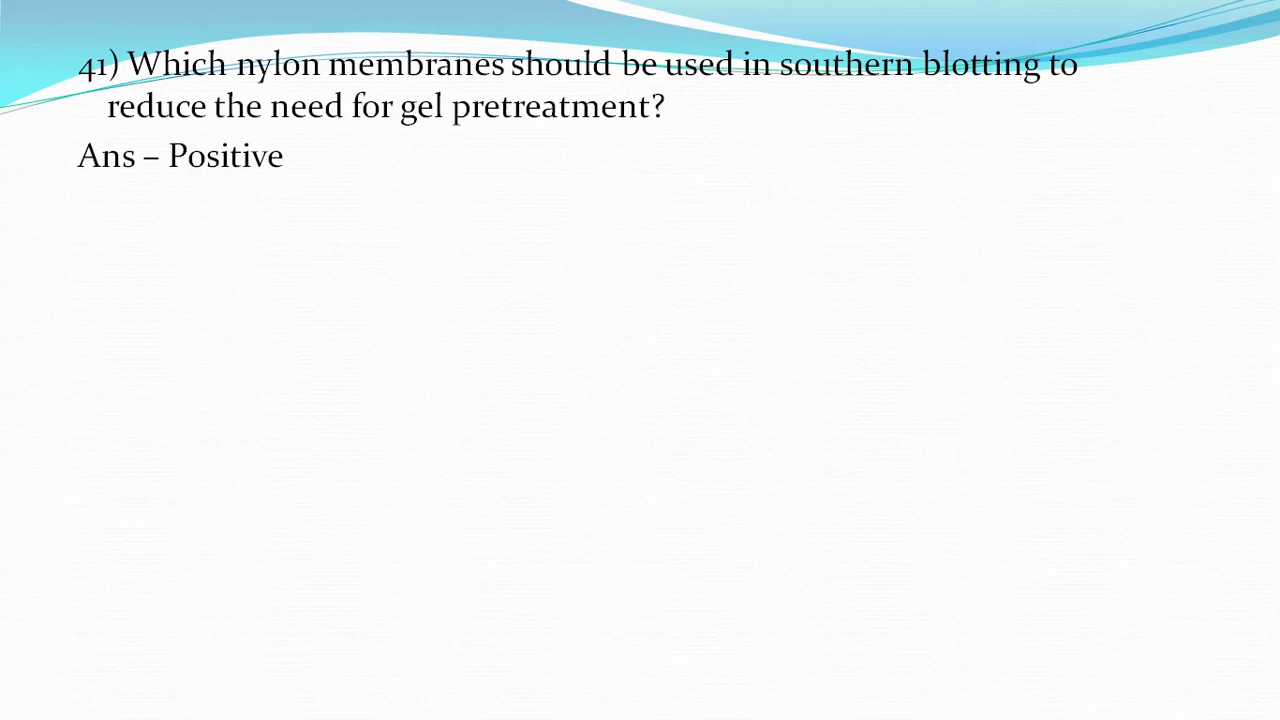 41) Which nylon membranes should be used in southern blotting to
reduce the need for gel pretreatment?
Ans – Positive